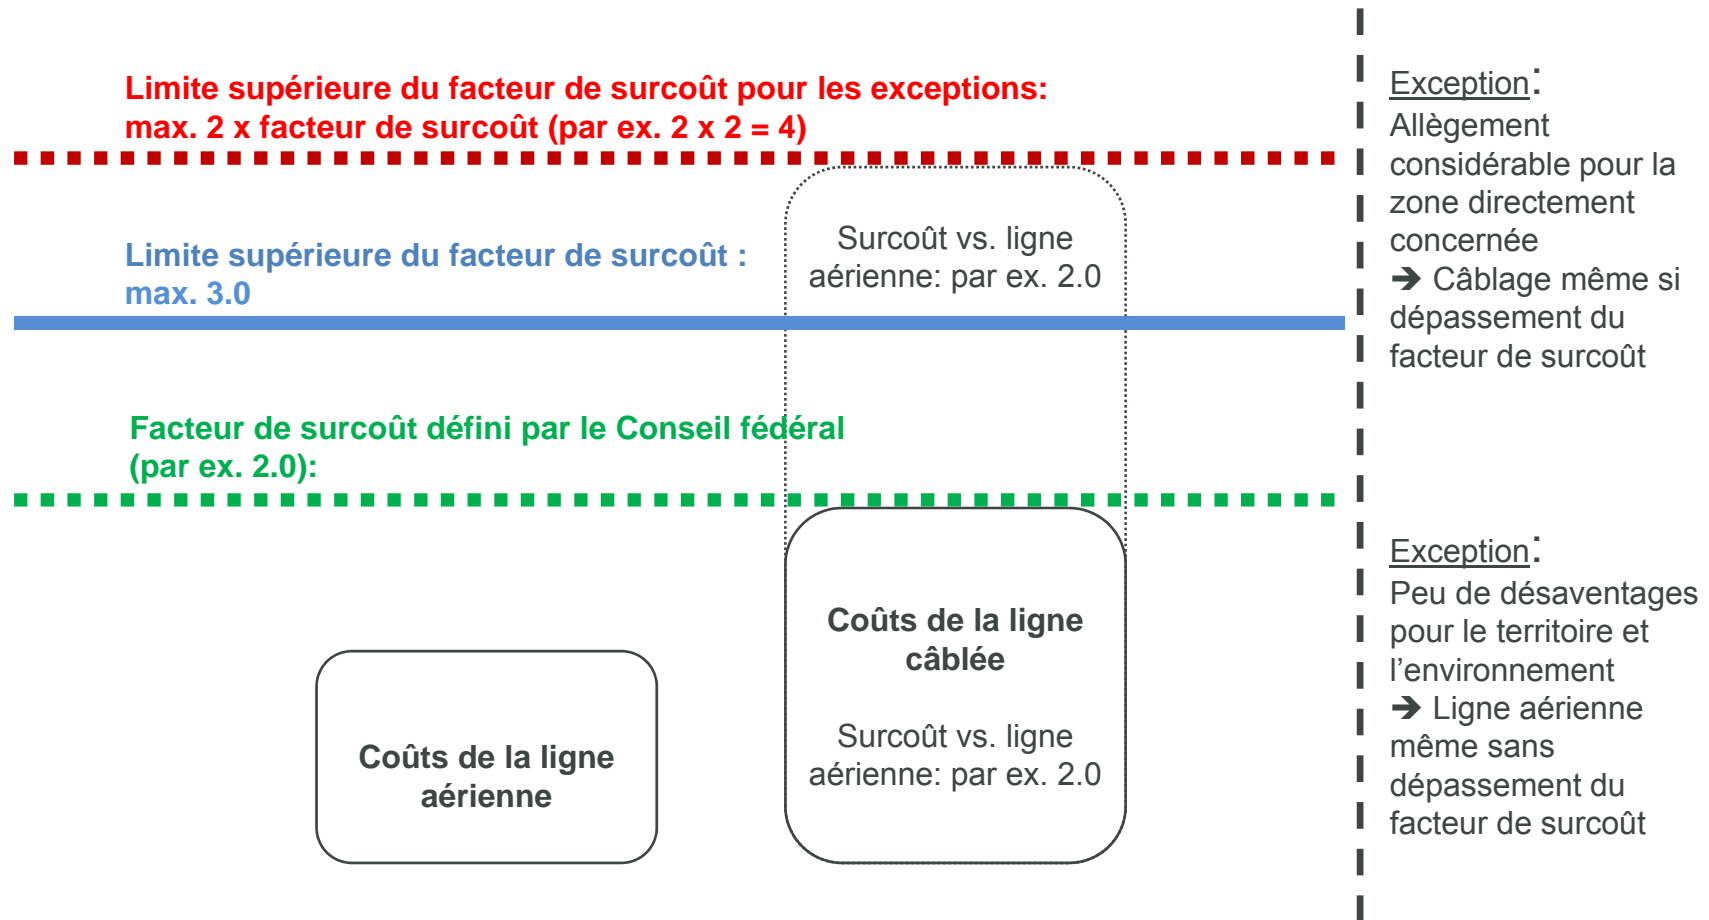 Limite supérieure du facteur de surcoût pour les exceptions:
max. 2 x facteur de surcoût (par ex. 2 x 2 = 4)
Surcoût vs. ligne
aérienne: par ex. 2.0
Limite supérieure du facteur de surcoût :
max. 3.0
Facteur de surcoût défini par le Conseil fédéral
(par ex. 2.0):
Coûts de la ligne
aérienne
Coûts de la ligne
câblée
Surcoût vs. ligne
aérienne: par ex. 2.0
Exception:
Allègement
considérable pour la
zone directement
concernée
➔ Câblage même si
dépassement du
facteur de surcoût
Exception:
Peu de désaventages
pour le territoire et
l’environnement
➔ Ligne aérienne
même sans
dépassement du
facteur de surcoût